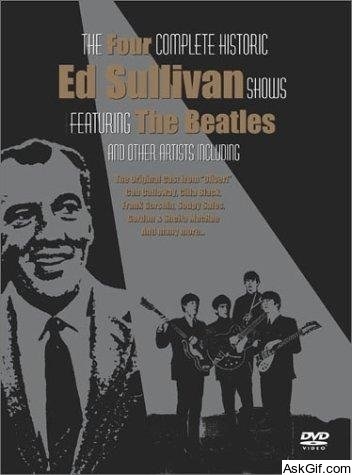 THE Four COMPLETE HISTORIC
Ed Sullivan SHOWS
FEATURING The Beatles
AND OTHER ARTISTS INCLUDING
The Original Cast from "Oliver!"
Cab Calloway, Cilla Black,
Frank Gorshin, Soupy Sales,
Gordon & Sheila MacRae
And many more..
DVD
VIDEO
AskGif.com